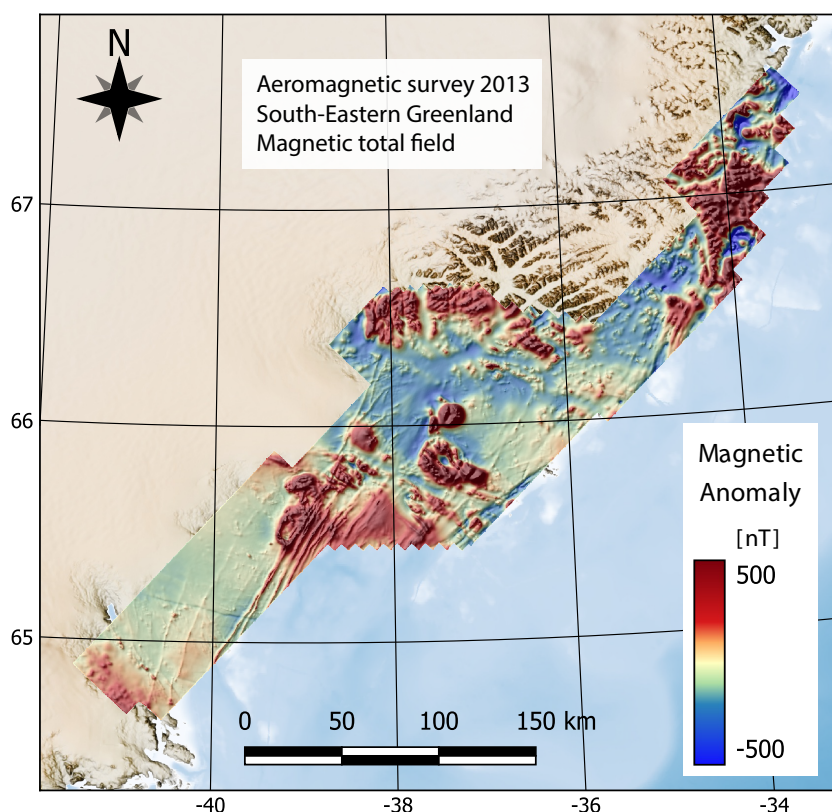 N
Aeromagnetic survey 2013
South-Eastern Greenland
Magnetic total field
67
66
65
Magnetic
Anomaly
[nT]
500
-500
0 50 100 150 km
-40 -38 -36 -34